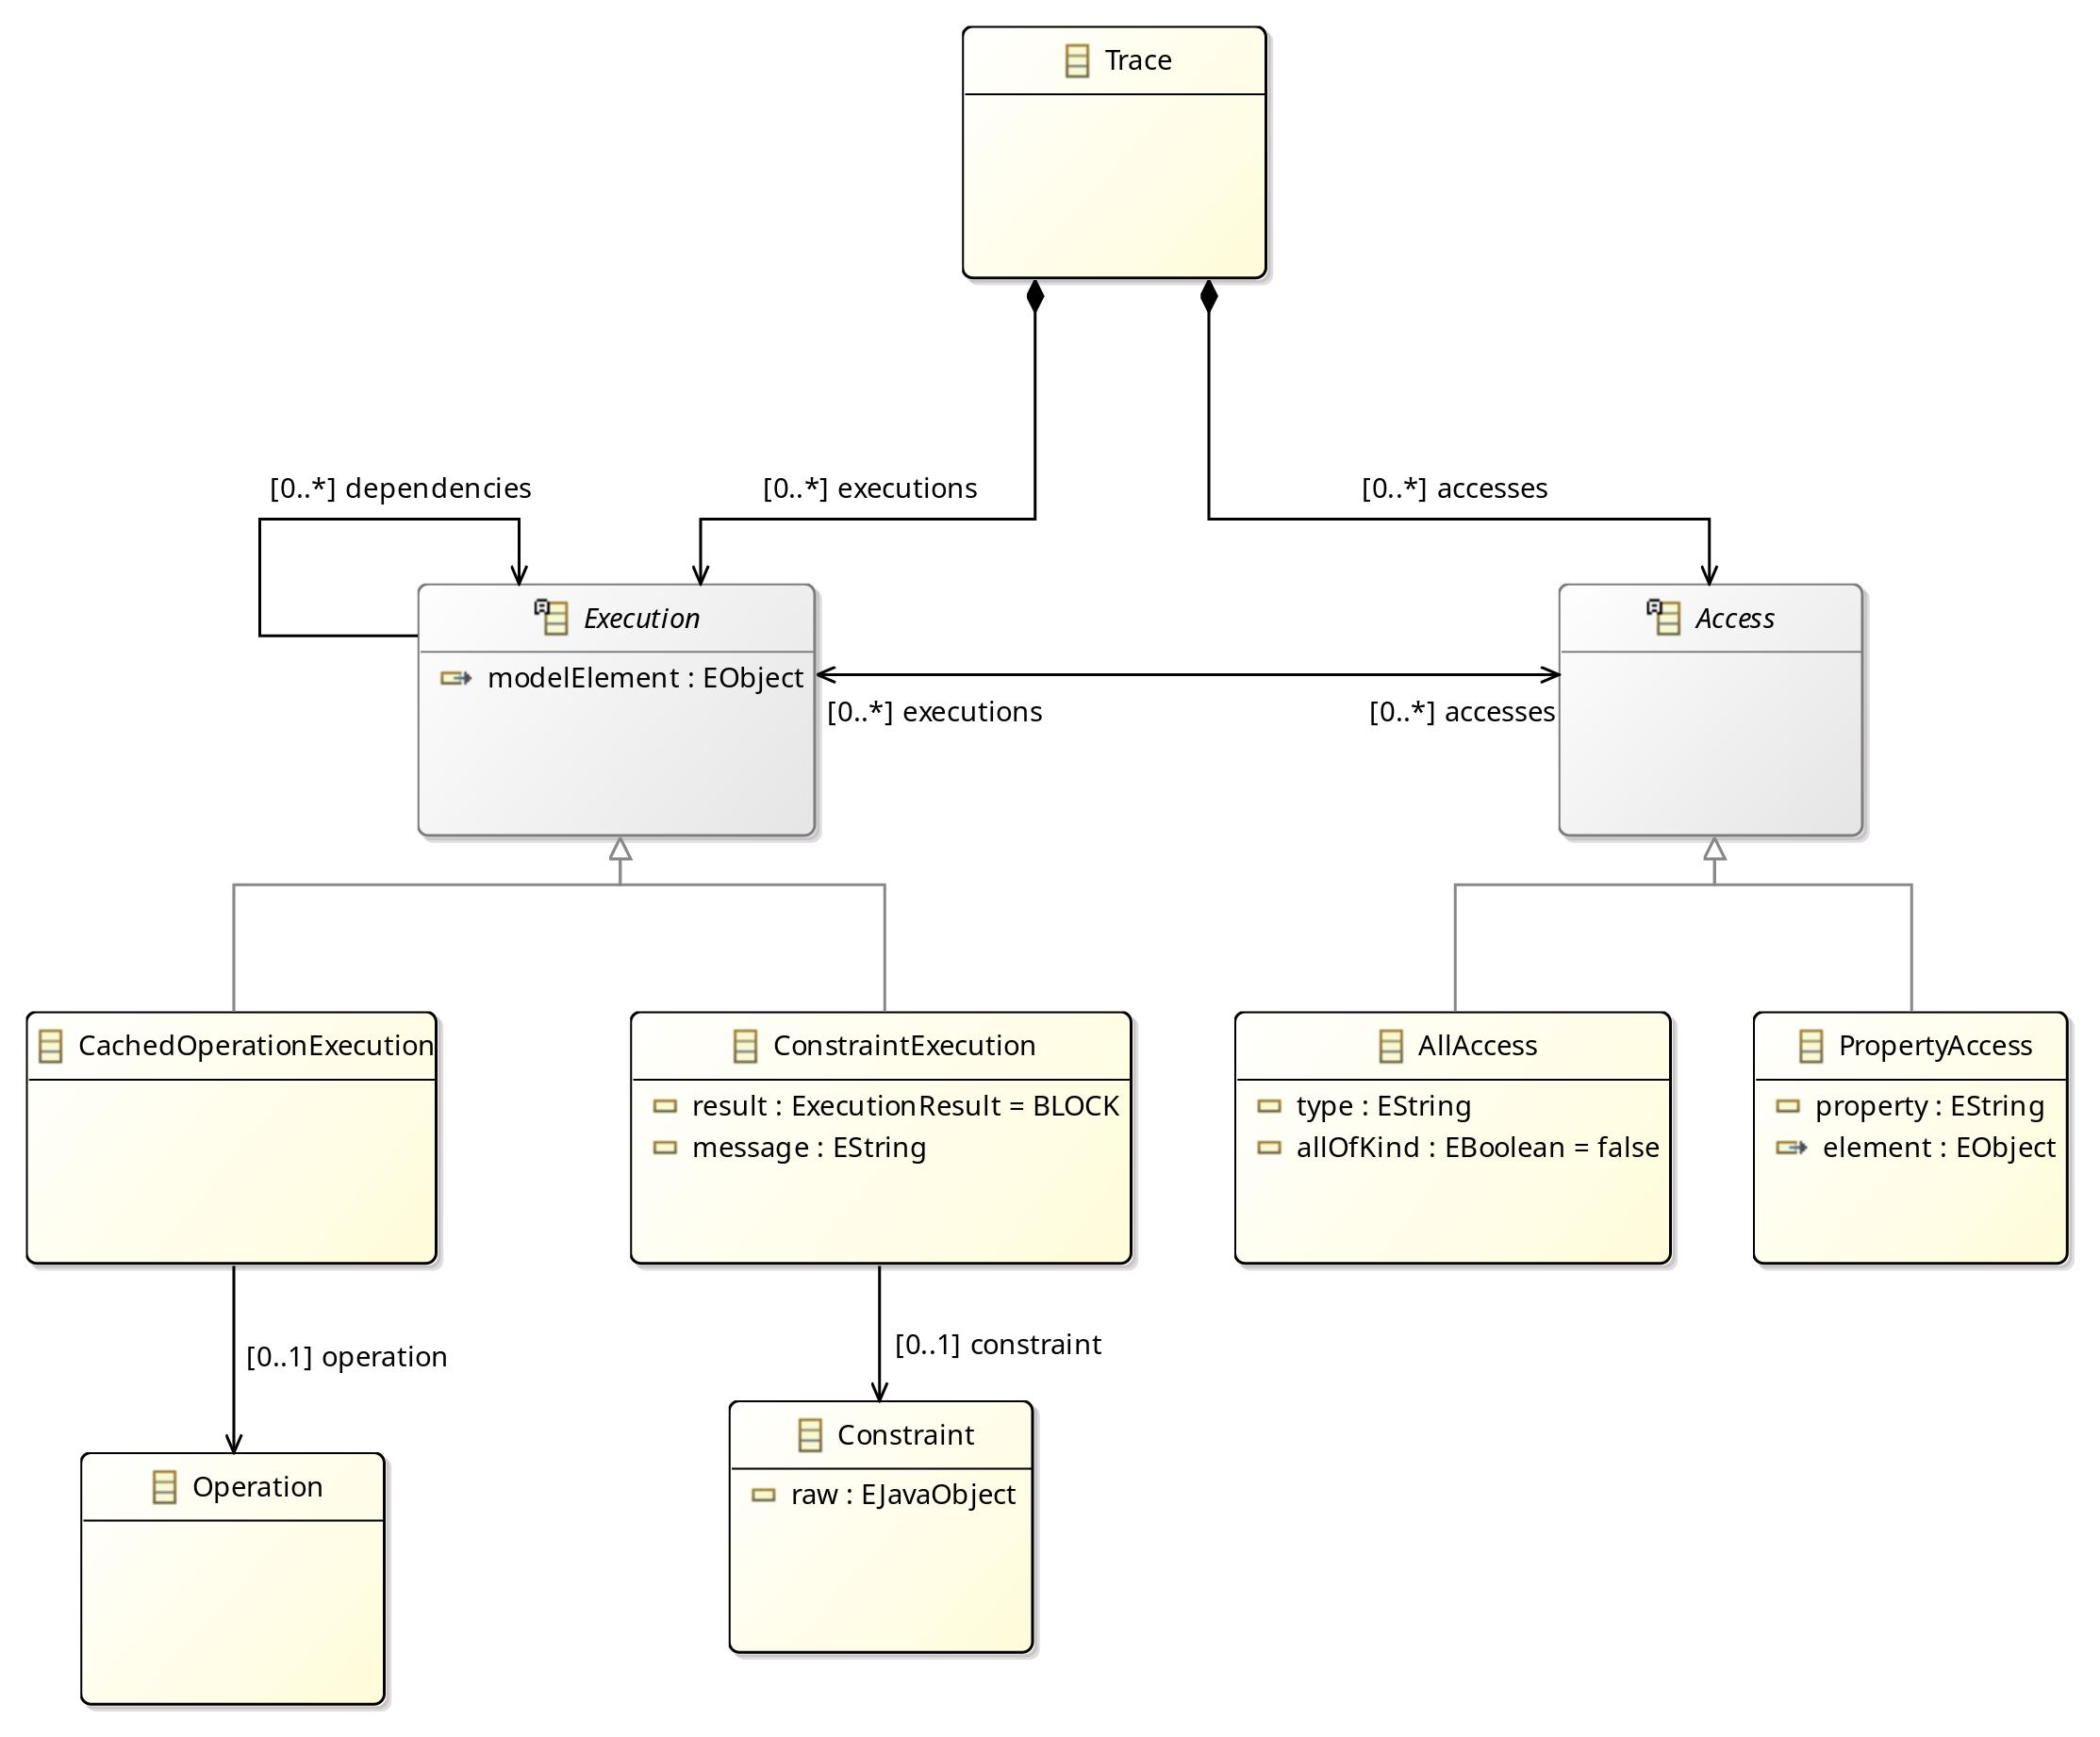 Trace
[0..*] dependencies
[0..*] executions
[0..*] accesses
Execution
modelElement : EObject
Access
[0..*] executions
[0..*] accesses
CachedOperationExecution
ConstraintExecution
result : ExecutionResult = BLOCK
message : EString
AllAccess
type : EString
allOfKind : EBoolean = false
PropertyAccess
property : EString
element : EObject
[0..1] operation
[0..1] constraint
Operation
Constraint
raw : EJavaObject